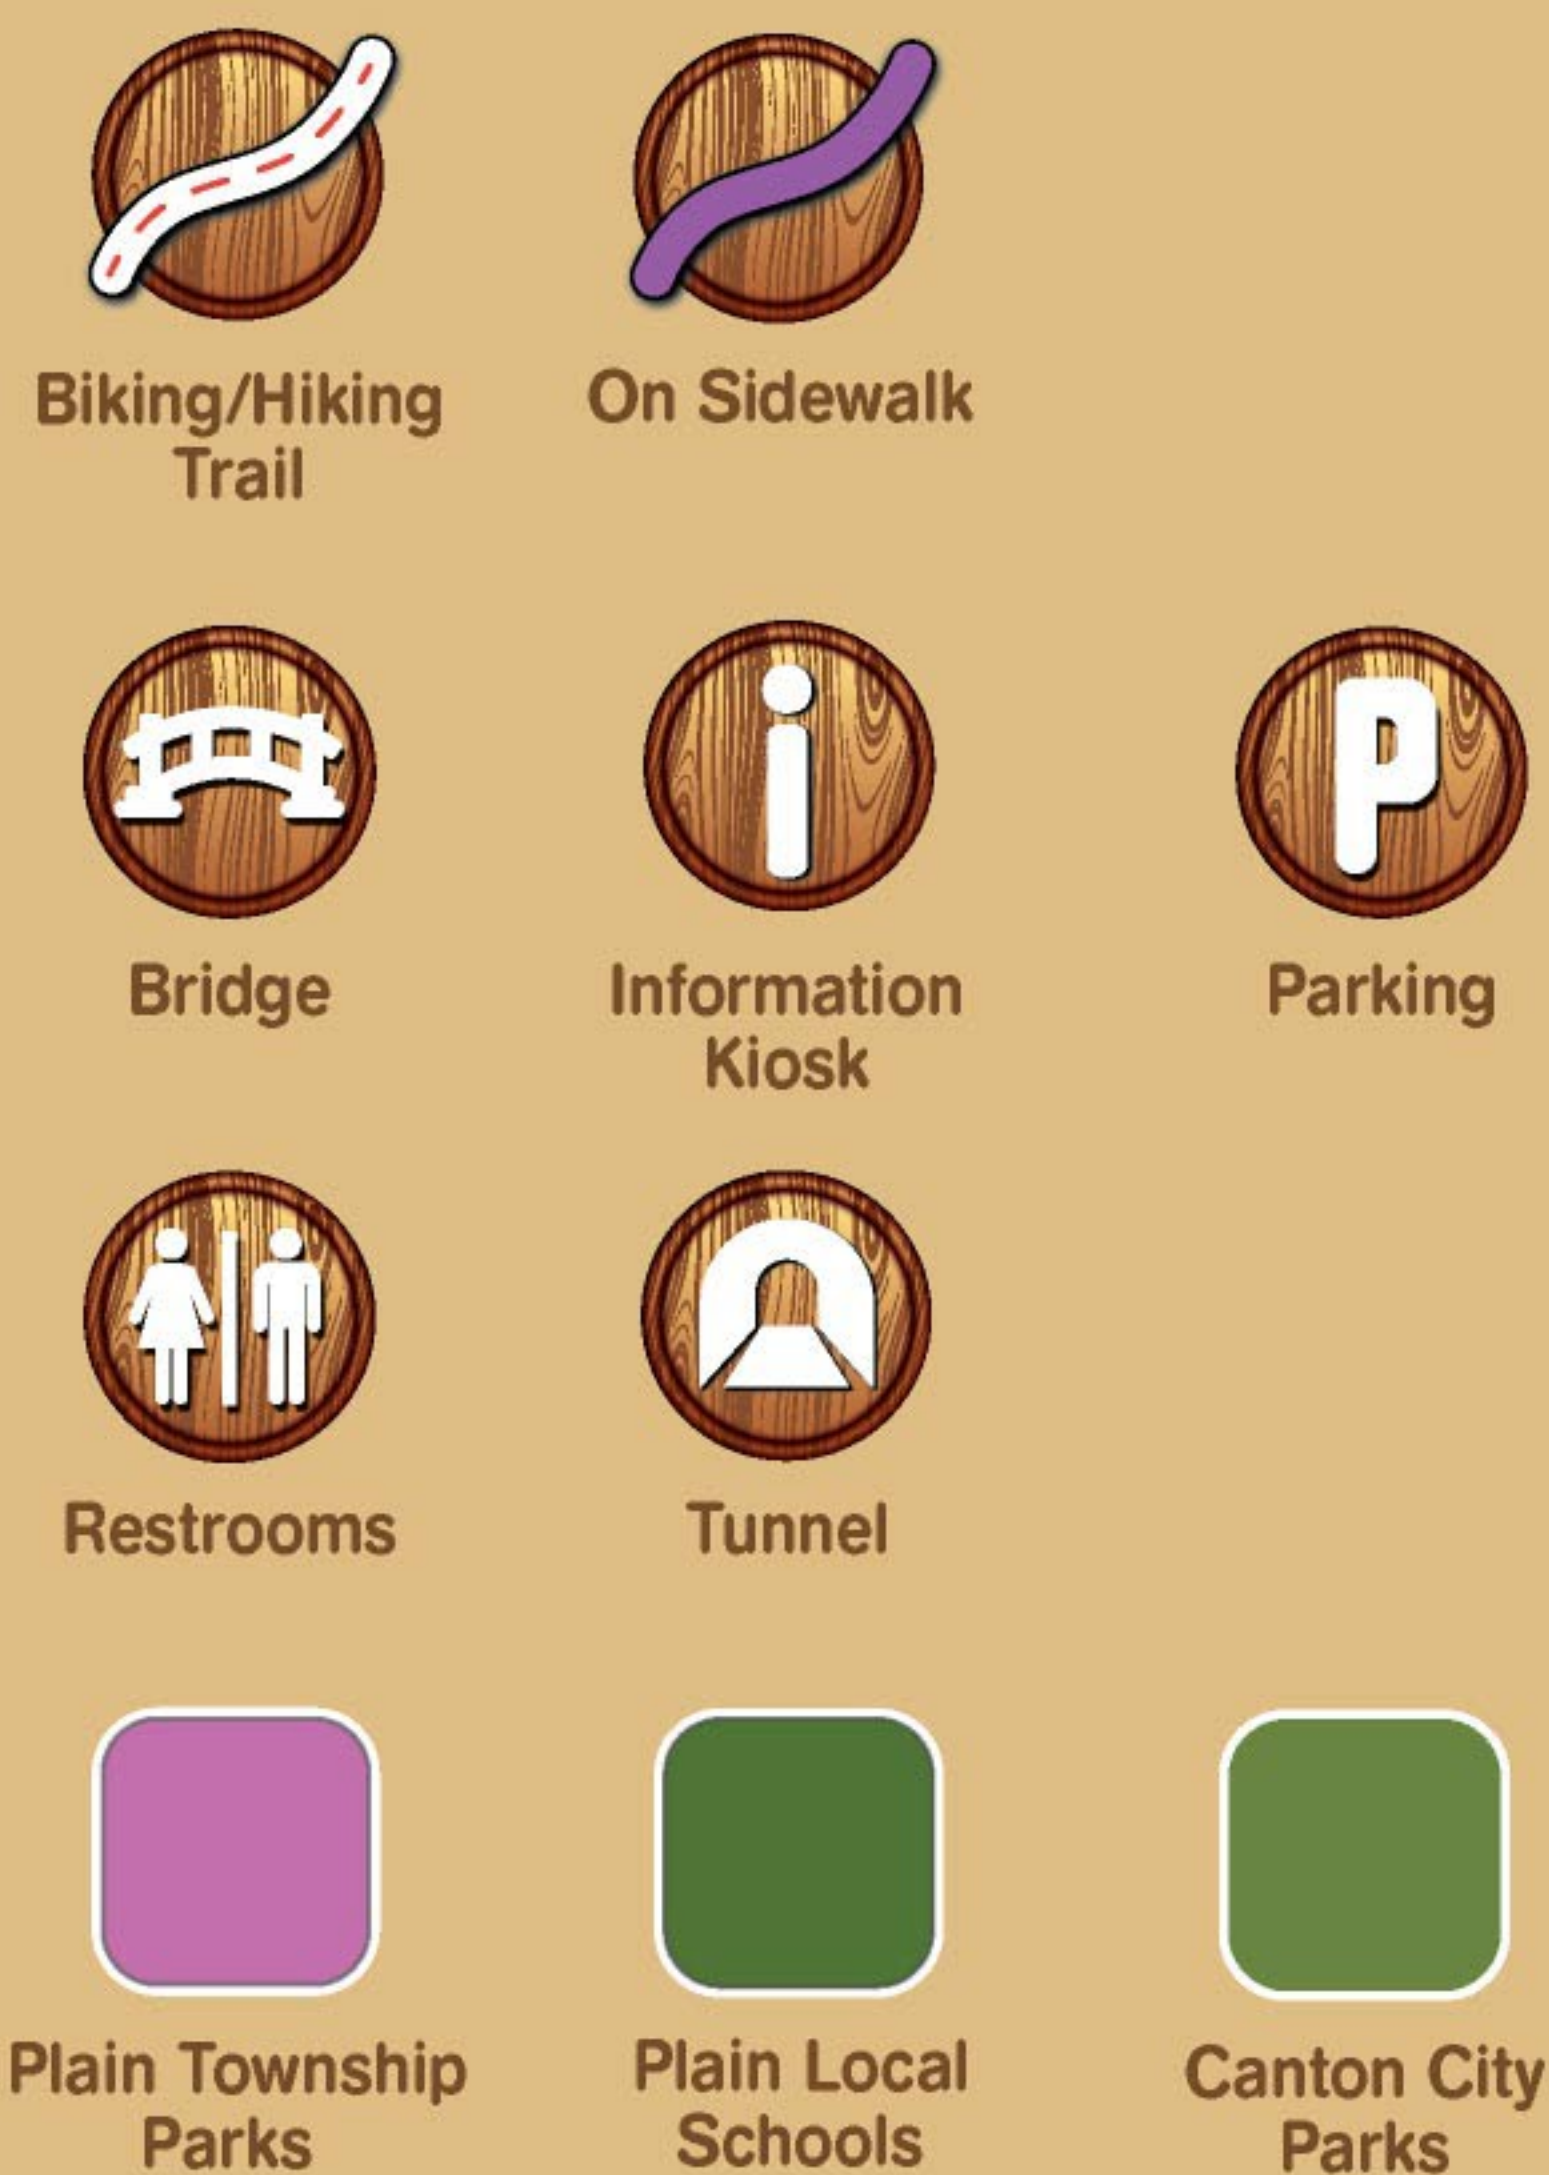 Biking/Hiking
Trail
On Sidewalk
Bridge
Information
Kiosk
Parking
Restrooms
Tunnel
Plain Township
Parks
Plain Local
Schools
Canton City
Parks